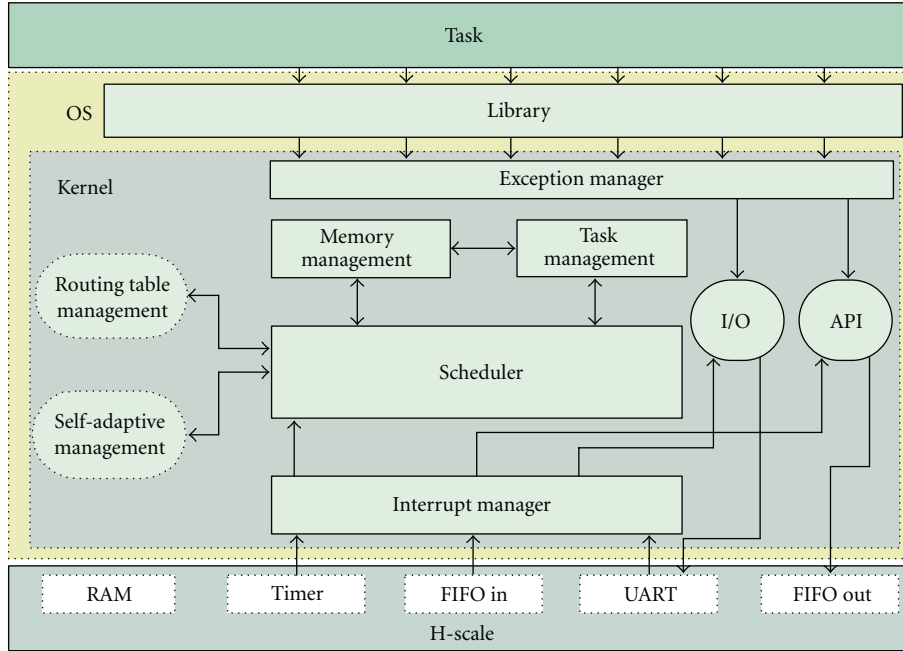 Task
OS
Library
Kernel
Exception manager
Memory
management
Task
management
Routing table
management
I/O
API
Scheduler
Self-adaptive
management
Interrupt manager
RAM
Timer
FIFO in
UART
FIFO out
H-scale